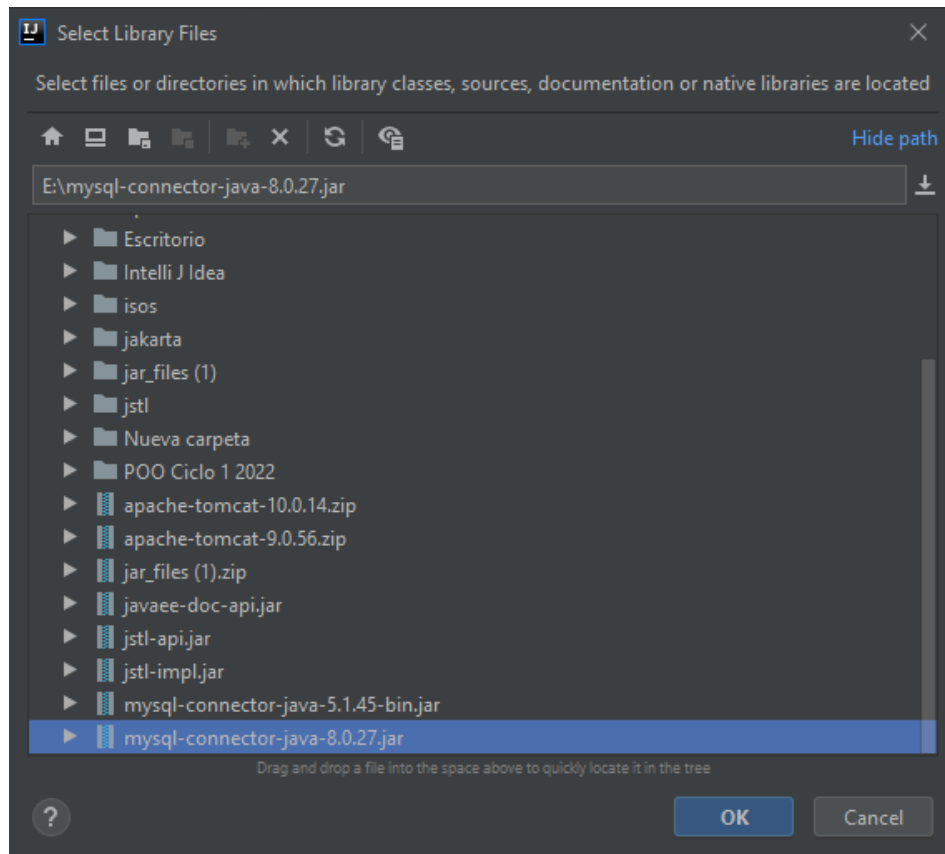 IJ Select Library Files
Select files or directories in which library classes, sources, documentation or native libraries are located
Hide path
E:\mysql-connector-java-8.0.27.jar
Escritorio
Intelli J Idea
isos
jakarta
jar_files (1)
jstl
Nueva carpeta
POO Ciclo 1 2022
apache-tomcat-10.0.14.zip
apache-tomcat-9.0.56.zip
jar_files (1).zip
javaee-doc-api.jar
jstl-api.jar
jstl-impl.jar
mysql-connector-java-5.1.45-bin.jar
mysql-connector-java-8.0.27.jar
Drag and drop a file into the space above to quickly locate it in the tree
? OK Cancel